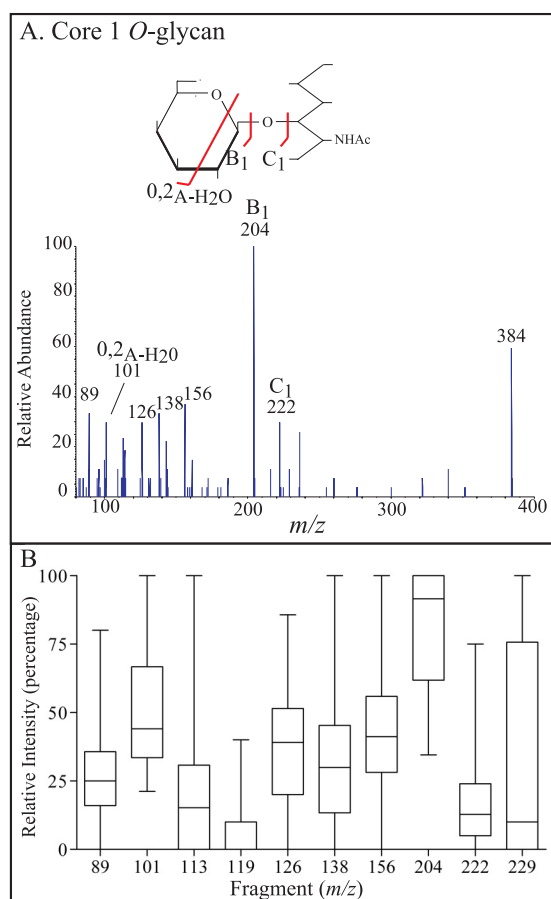 A. Core 1 O-glycan
O
O
NHAc
B1
C1
0,2A-H2O
B1
204
100
80
60
40
20
0
Relative Abundance
384
0,2A-H20
101
89
126
138
156
C1
222
100
200
300
400
m/z
B
100
75
50
25
0
Relative Intensity (percentage)
89 101 113 119 126 138 156 204 222 229
Fragment (m/z)